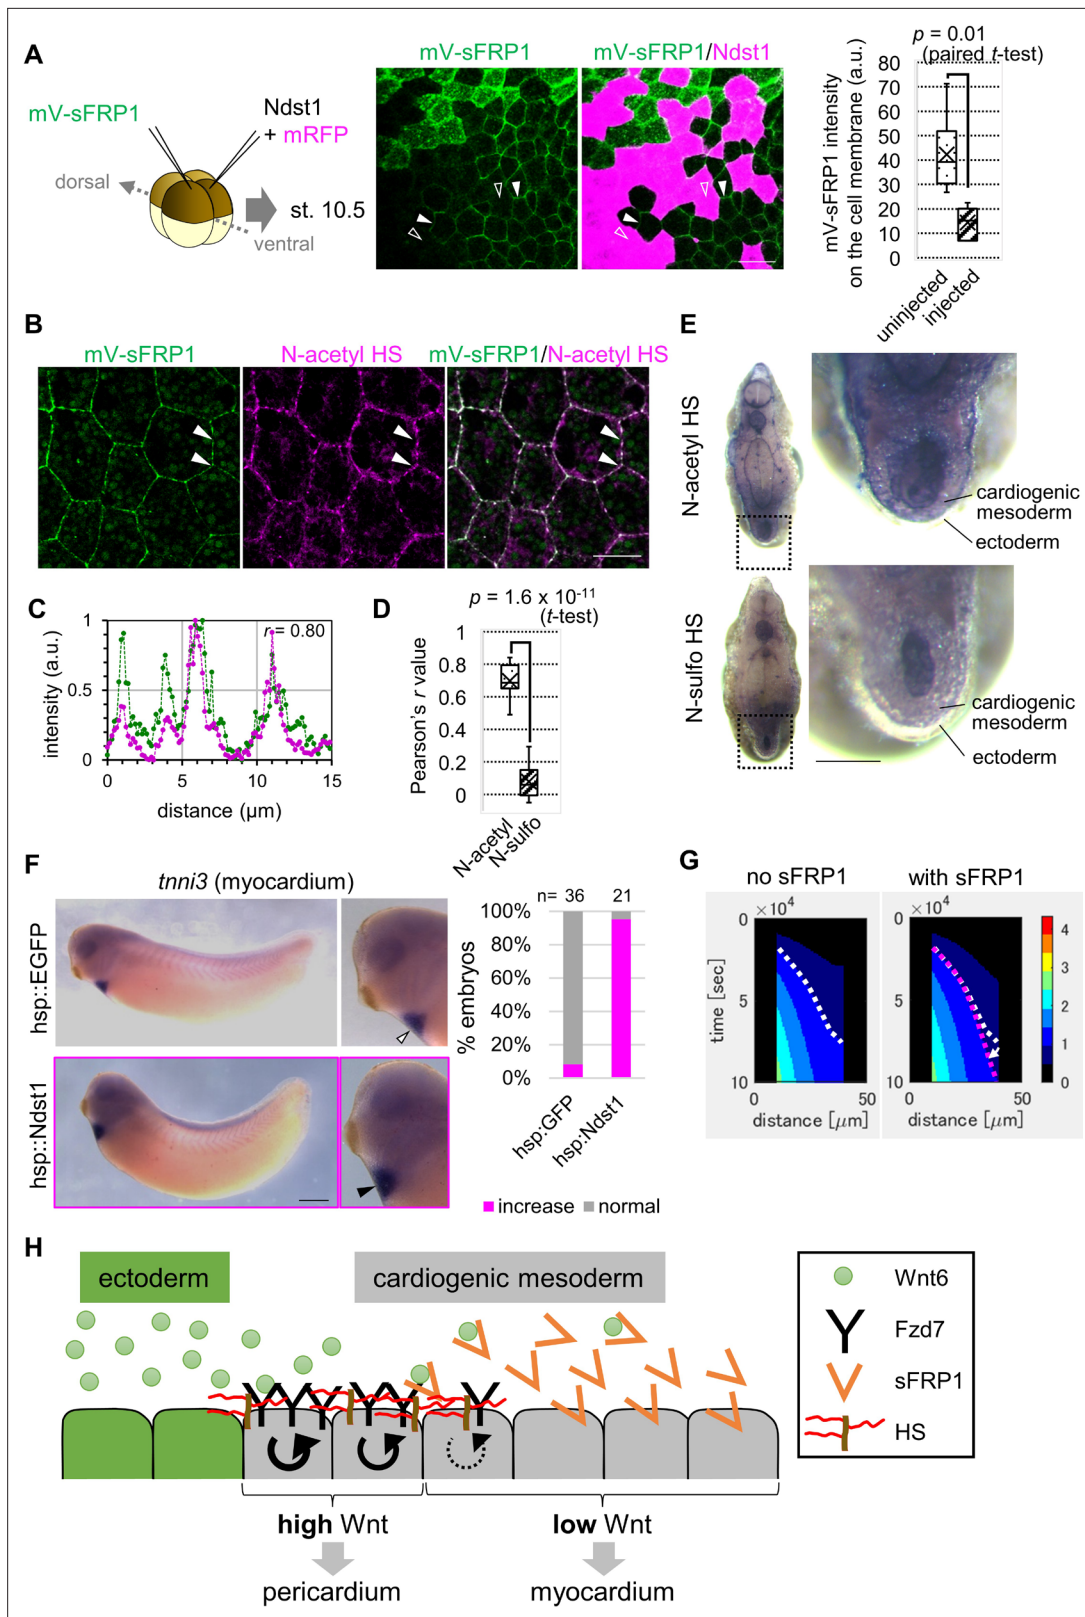 A
mV-sFRP1
Ndst1
+ mRFP
dorsal
ventral
st. 10.5
mV-sFRP1
mV-sFRP1/Ndst1
p = 0.01
(paired t-test)
mV-sFRP1 intensity
on the cell membrane (a.u.)
80
70
60
50
40
30
20
10
0
uninjected
injected
B
mV-sFRP1
N-acetyl HS
mV-sFRP1/N-acetyl HS
C
intensity (a.u.)
1
0.5
0
r = 0.80
0
5
10
15
distance (µm)
D
p = 1.6 x 10-11
(t-test)
Pearson's r value
1
0.8
0.6
0.4
0.2
0
N-acetyl
N-sulfo
E
N-acetyl HS
cardiogenic
mesoderm
ectoderm
N-sulfo HS
cardiogenic
mesoderm
ectoderm
F
tnni3 (myocardium)
hsp::EGFP
hsp::Ndst1
n= 36 21
% embryos
100%
80%
60%
40%
20%
0%
hsp:GFP
hsp:Ndst1
increase
normal
G
no sFRP1
with sFRP1
×10⁴
×10⁴
time [sec]
0
5
10
0
5
10
0
50
0
50
distance [µm]
distance [µm]
4
3
2
1
0
H
ectoderm
cardiogenic mesoderm
Wnt6
Fzd7
sFRP1
HS
high Wnt
low Wnt
pericardium
myocardium